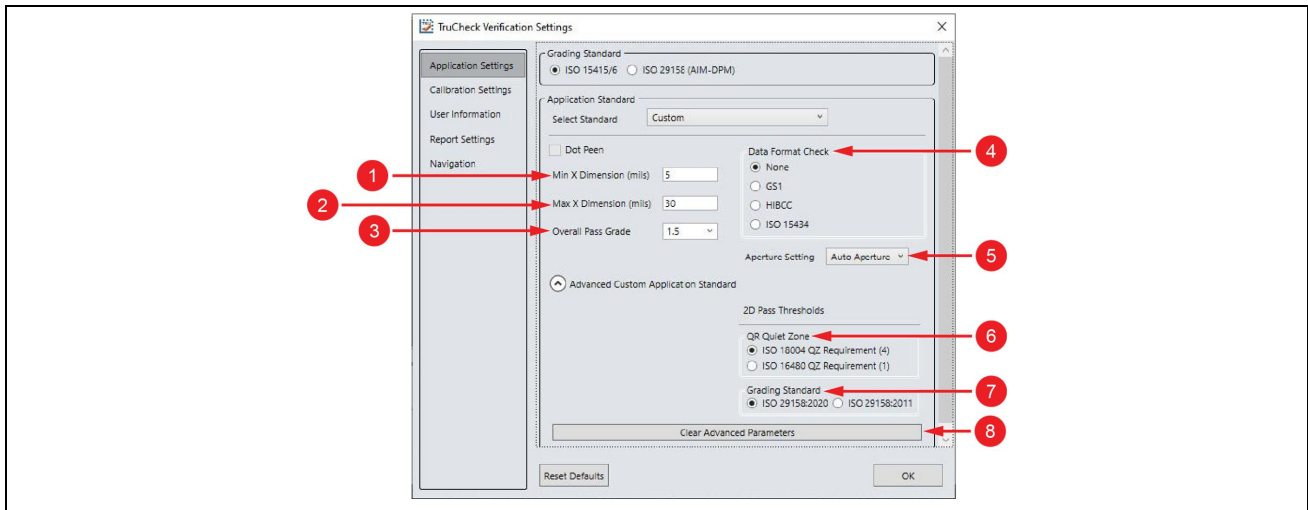 TruCheck Verification Settings
Application Settings
Calibration Settings
User Information
Report Settings
Navigation
Grading Standard
ISO 15415/6 ISO 29158 (AIM-DPM)
Application Standard
Select Standard Custom
Dot Peen
Min X Dimension (mils) 5
Max X Dimension (mils) 30
Overall Pass Grade 1.5
Data Format Check
None
GS1
HIBCC
ISO 15434
Aperture Setting Auto Aperture
Advanced Custom Application Standard
2D Pass Thresholds
QR Quiet Zone
ISO 18004 QZ Requirement (4)
ISO 16480 QZ Requirement (1)
Grading Standard
ISO 29158:2020 ISO 29158:2011
Clear Advanced Parameters
Reset Defaults OK
1
2
3
4
5
6
7
8